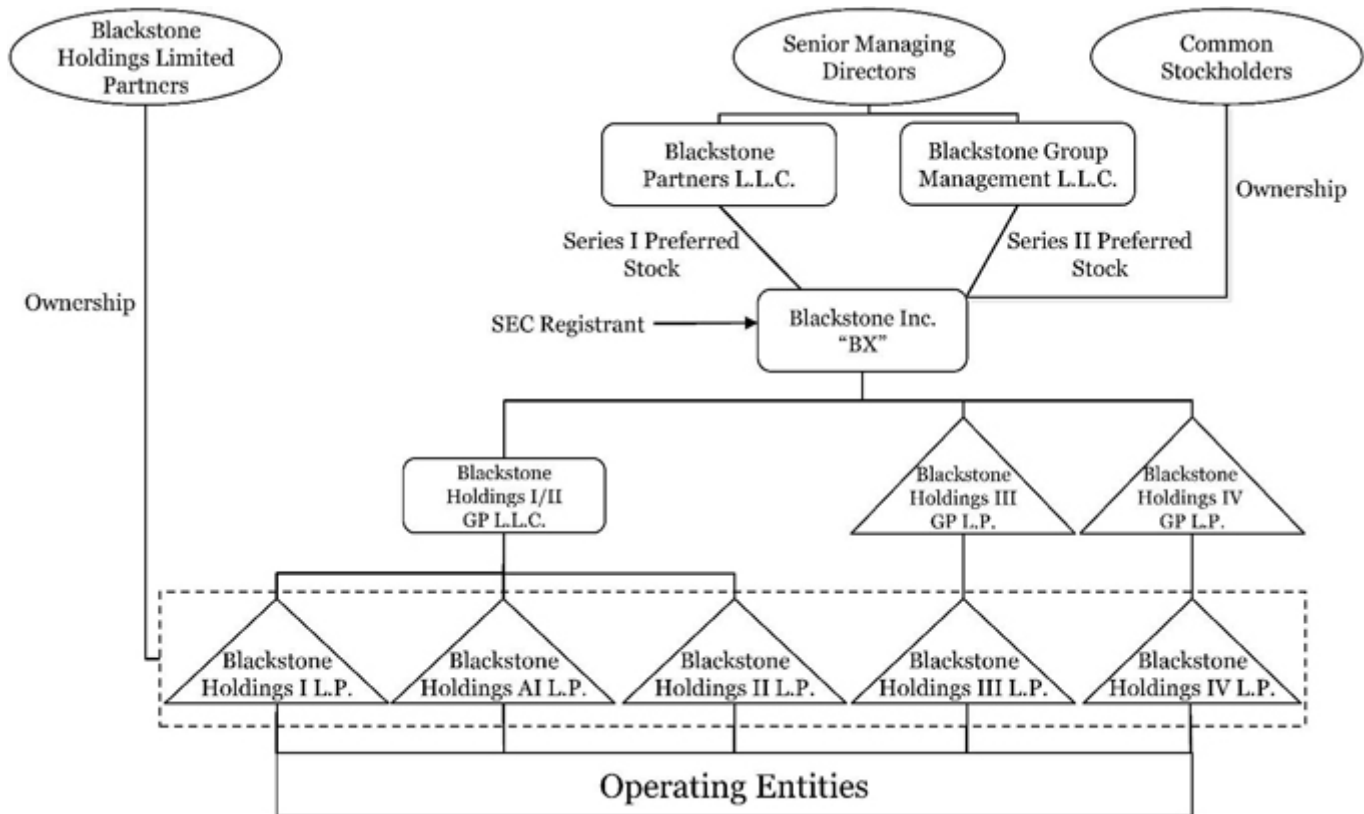 Blackstone
Holdings Limited
Partners
Senior Managing
Directors
Common
Stockholders
Blackstone
Partners L.L.C.
Blackstone Group
Management L.L.C.
Ownership
Series I Preferred
Stock
Series II Preferred
Stock
Ownership
SEC Registrant
Blackstone Inc.
“BX”
Blackstone
Holdings I/II
GP L.L.C.
Blackstone
Holdings III
GP L.P.
Blackstone
Holdings IV
GP L.P.
Blackstone
Holdings I L.P.
Blackstone
Holdings AI L.P.
Blackstone
Holdings II L.P.
Blackstone
Holdings III L.P.
Blackstone
Holdings IV L.P.
Operating Entities